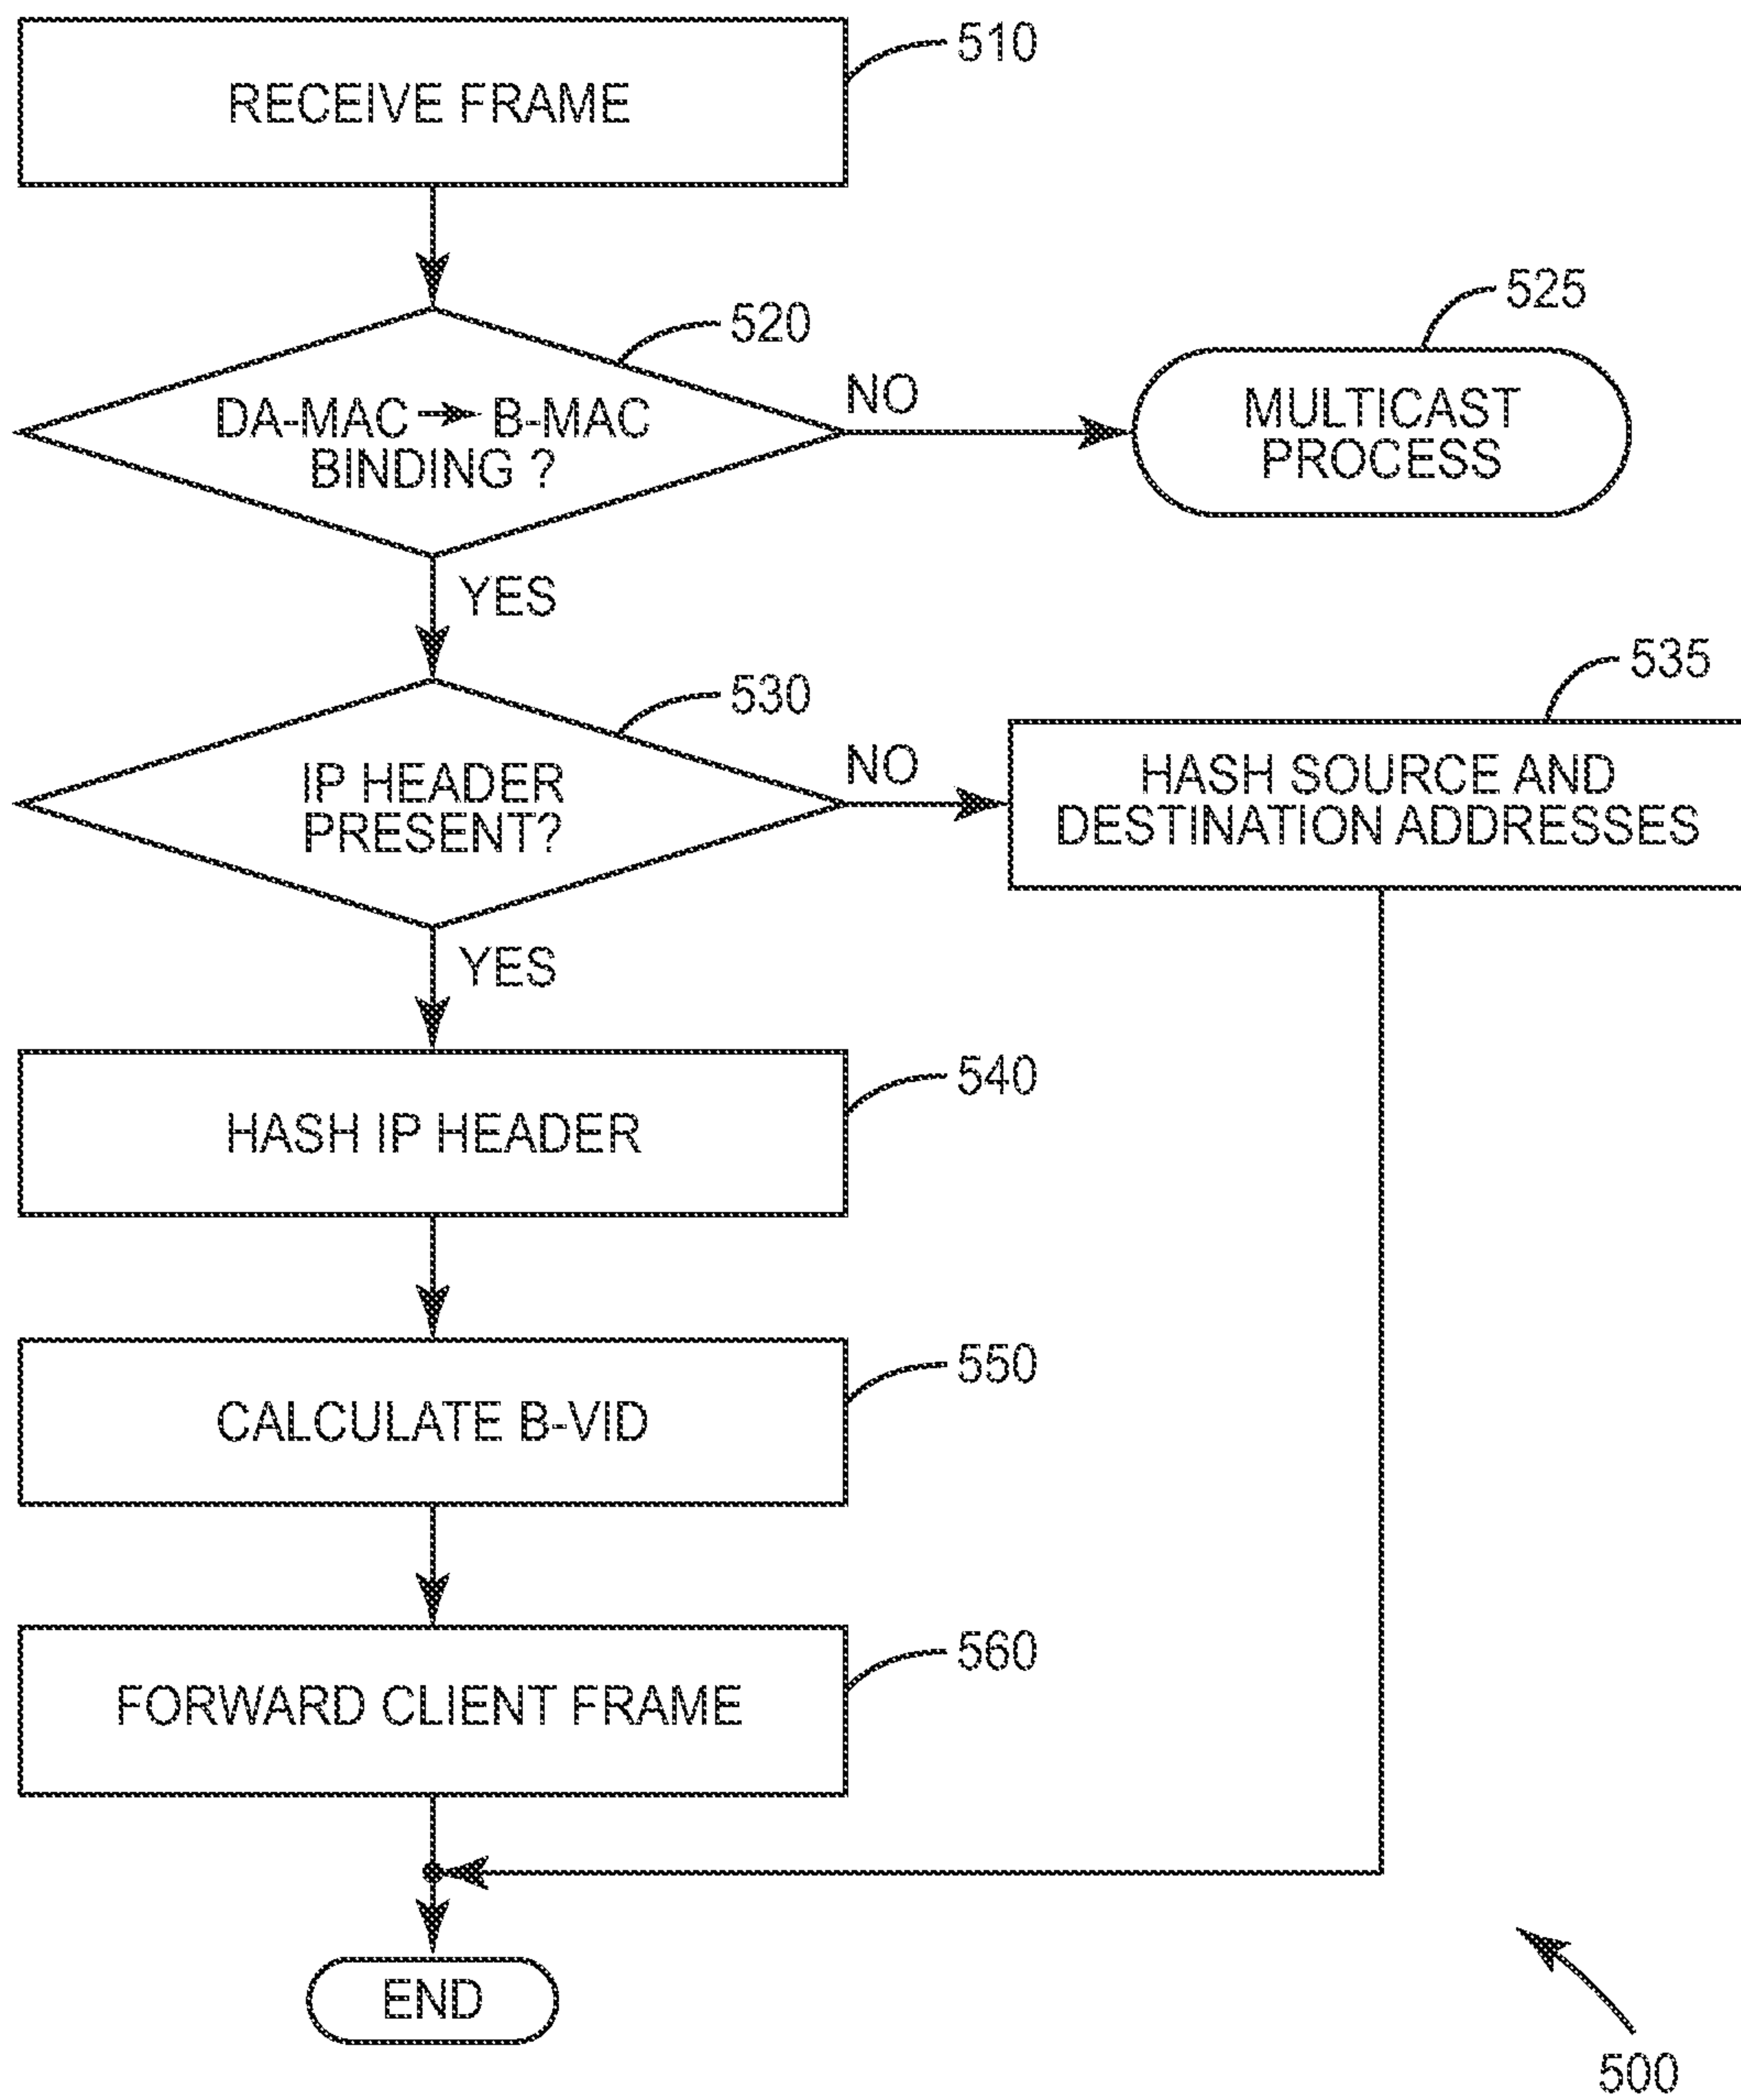 RECEIVE FRAME
510
DA-MAC → B-MAC
BINDING ?
520
NO
MULTICAST
PROCESS
525
YES
IP HEADER
PRESENT?
530
NO
HASH SOURCE AND
DESTINATION ADDRESSES
535
YES
HASH IP HEADER
540
CALCULATE B-VID
550
FORWARD CLIENT FRAME
560
END
500